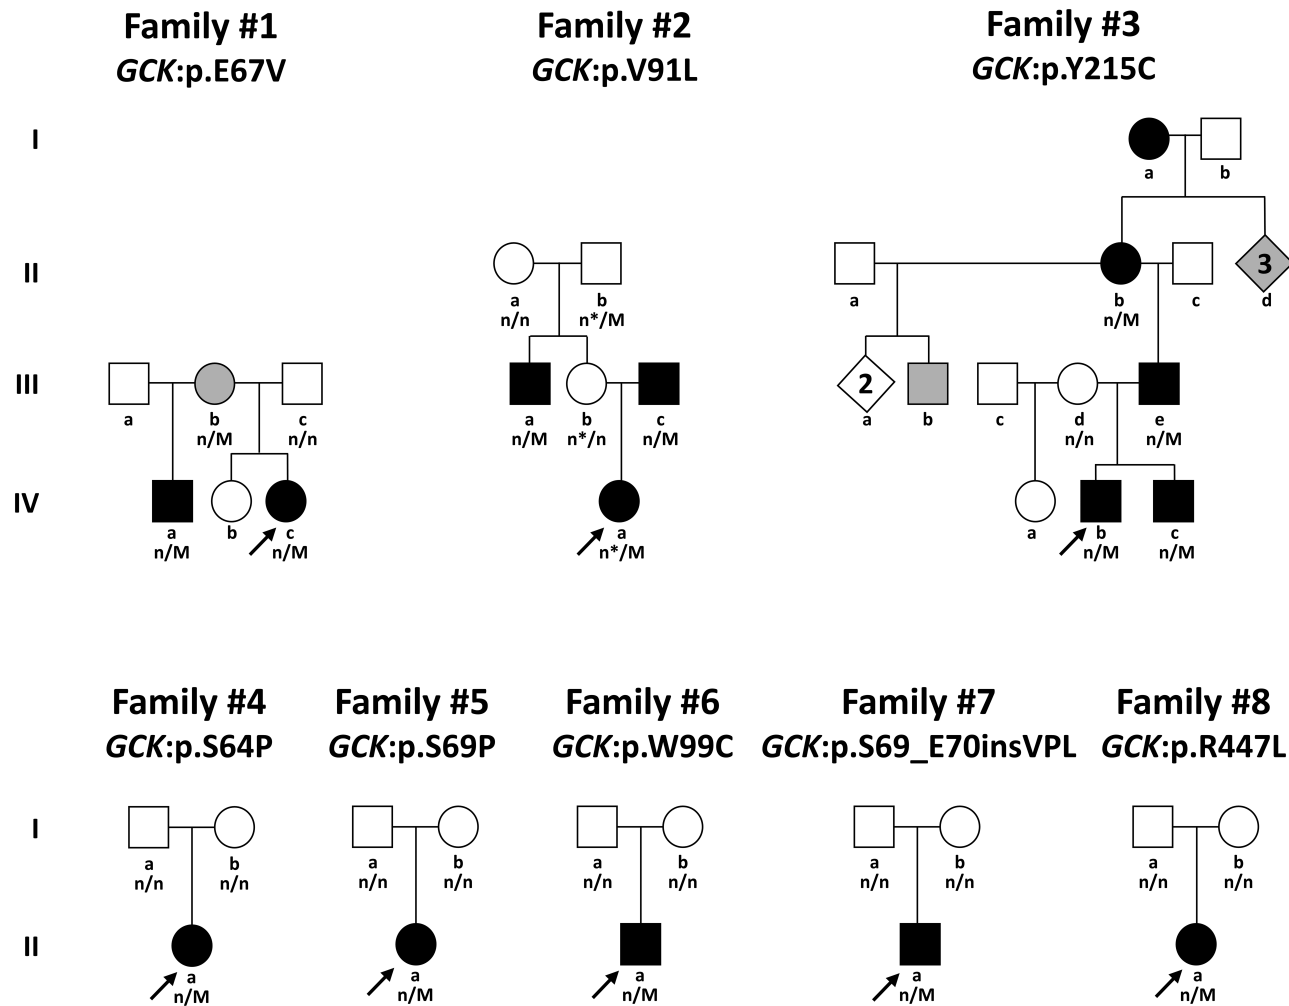 Family #1 Family #2 Family #3
GCK:p.E67V GCK:p.V91L GCK:p.Y215C
I
a b
II
3
a b a b c d
n/n n*/M n/M
III
2
a b c a b c a b c d e
n/M n/n n/M n*/n n/M n/n n/M
IV
a b c a a b c
n/M n/M n*/M n/M n/M
Family #4 Family #5 Family #6 Family #7 Family #8
GCK:p.S64P GCK:p.S69P GCK:p.W99C GCK:p.S69_E70insVPL GCK:p.R447L
I
a b a b a b a b a b
n/n n/n n/n n/n n/n n/n n/n n/n n/n n/n
II
a a a a a
n/M n/M n/M n/M n/M